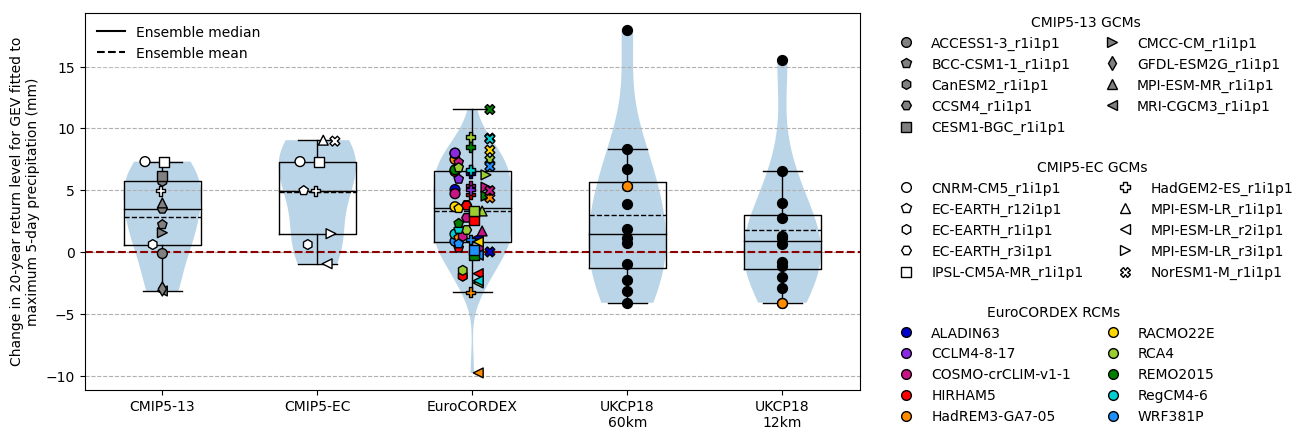 Change in 20-year return level for GEV fitted to
maximum 5-day precipitation (mm)
Ensemble median
Ensemble mean
15
10
5
0
−5
−10
CMIP5-13
CMIP5-EC
EuroCORDEX
UKCP18
60km
UKCP18
12km
CMIP5-13 GCMs
ACCESS1-3_r1i1p1
BCC-CSM1-1_r1i1p1
CanESM2_r1i1p1
CCSM4_r1i1p1
CESM1-BGC_r1i1p1
CMCC-CM_r1i1p1
GFDL-ESM2G_r1i1p1
MPI-ESM-MR_r1i1p1
MRI-CGCM3_r1i1p1
CMIP5-EC GCMs
CNRM-CM5_r1i1p1
EC-EARTH_r12i1p1
EC-EARTH_r1i1p1
EC-EARTH_r3i1p1
IPSL-CM5A-MR_r1i1p1
HadGEM2-ES_r1i1p1
MPI-ESM-LR_r1i1p1
MPI-ESM-LR_r2i1p1
MPI-ESM-LR_r3i1p1
NorESM1-M_r1i1p1
EuroCORDEX RCMs
ALADIN63
CCLM4-8-17
COSMO-crCLIM-v1-1
HIRHAM5
HadREM3-GA7-05
RACMO22E
RCA4
REMO2015
RegCM4-6
WRF381P